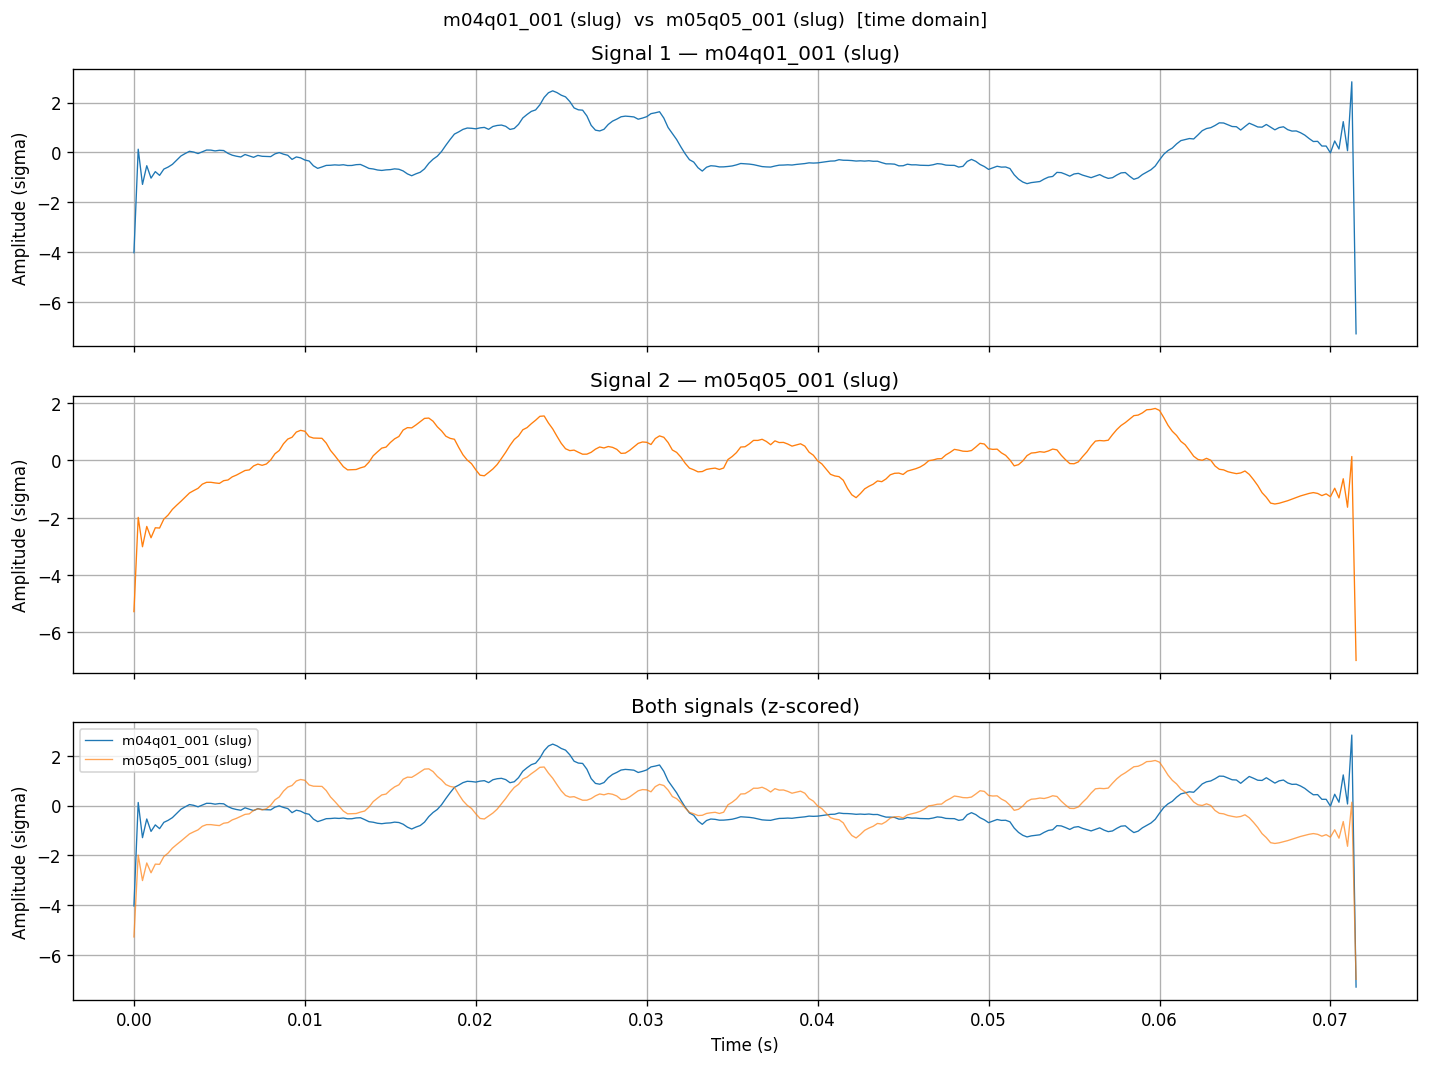 m04q01_001 (slug)  vs  m05q05_001 (slug)  [time domain]
Signal 1 — m04q01_001 (slug)
Amplitude (sigma)
2
0
−2
−4
−6
Signal 2 — m05q05_001 (slug)
Amplitude (sigma)
2
0
−2
−4
−6
Both signals (z-scored)
m04q01_001 (slug)
m05q05_001 (slug)
Amplitude (sigma)
2
0
−2
−4
−6
0.00 0.01 0.02 0.03 0.04 0.05 0.06 0.07
Time (s)